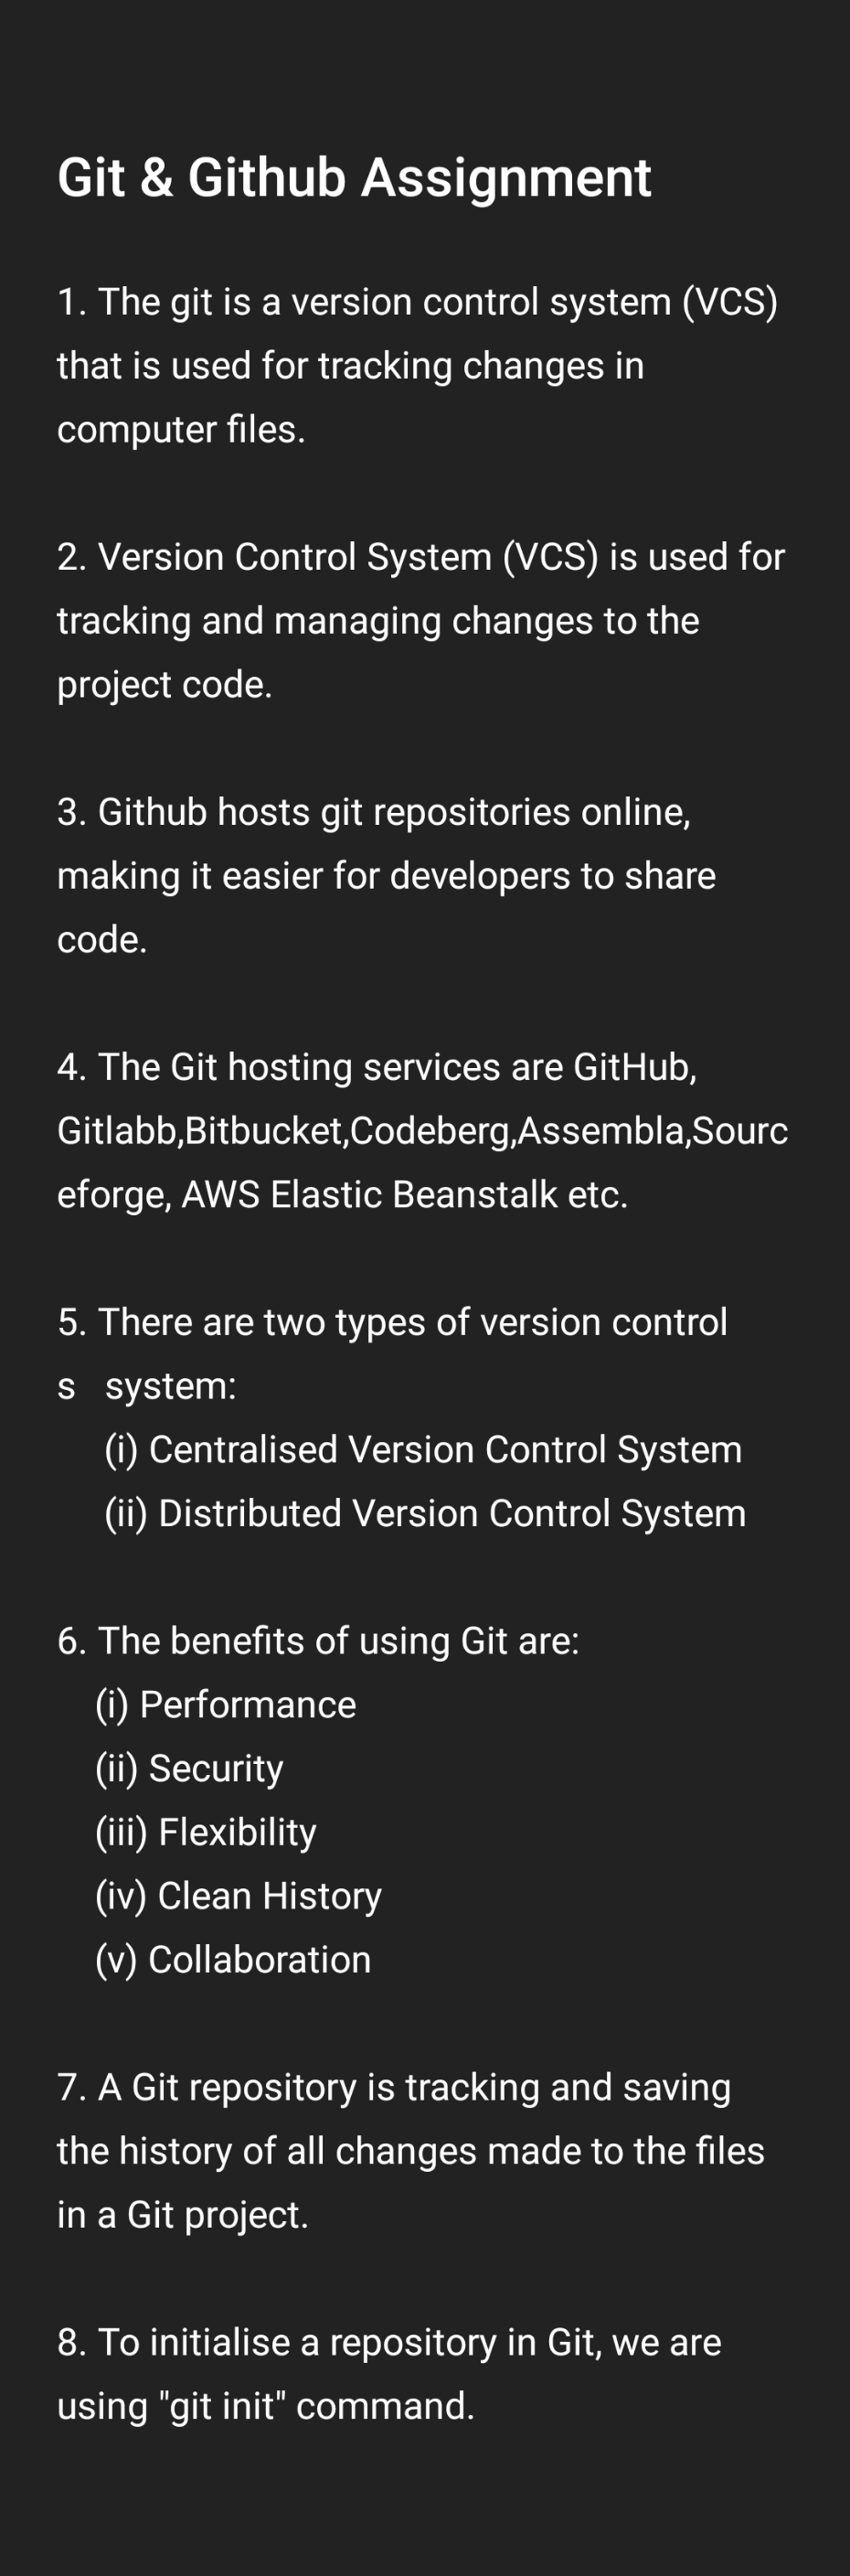 Git & Github Assignment
1. The git is a version control system (VCS)
that is used for tracking changes in
computer files.
2. Version Control System (VCS) is used for
tracking and managing changes to the
project code.
3. Github hosts git repositories online,
making it easier for developers to share
code.
4. The Git hosting services are GitHub,
Gitlabb,Bitbucket,Codeberg,Assembla,Sourc
eforge, AWS Elastic Beanstalk etc.
5. There are two types of version control
s   system:
(i) Centralised Version Control System
(ii) Distributed Version Control System
6. The benefits of using Git are:
(i) Performance
(ii) Security
(iii) Flexibility
(iv) Clean History
(v) Collaboration
7. A Git repository is tracking and saving
the history of all changes made to the files
in a Git project.
8. To initialise a repository in Git, we are
using "git init" command.